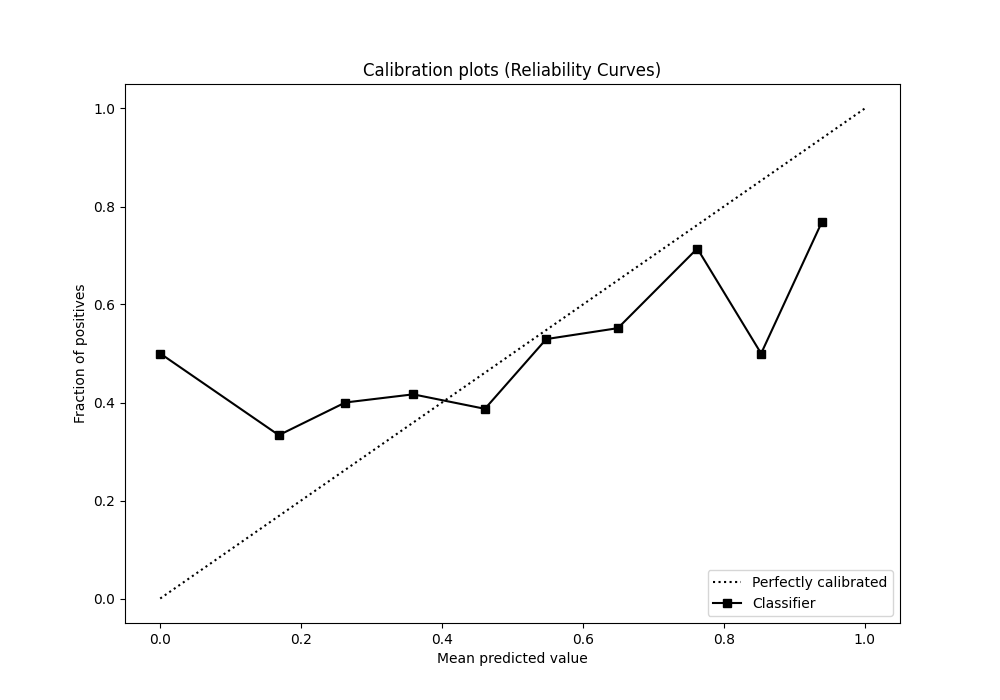 Calibration plots (Reliability Curves)
1.0
0.8
0.6
0.4
0.2
0.0
Fraction of positives
0.0 0.2 0.4 0.6 0.8 1.0
Mean predicted value
Perfectly calibrated
Classifier